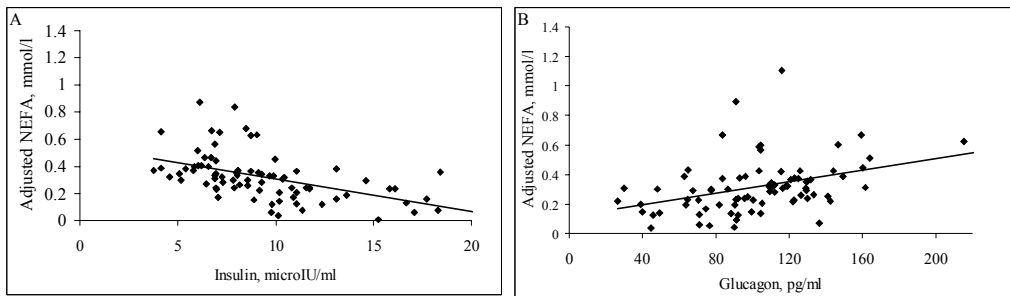 A
Adjusted NEFA, mmol/l
1.4
1.2
1
0.8
0.6
0.4
0.2
0
0 5 10 15 20
Insulin, microIU/ml
B
Adjusted NEFA, mmol/l
1.4
1.2
1
0.8
0.6
0.4
0.2
0
0 40 80 120 160 200
Glucagon, pg/ml